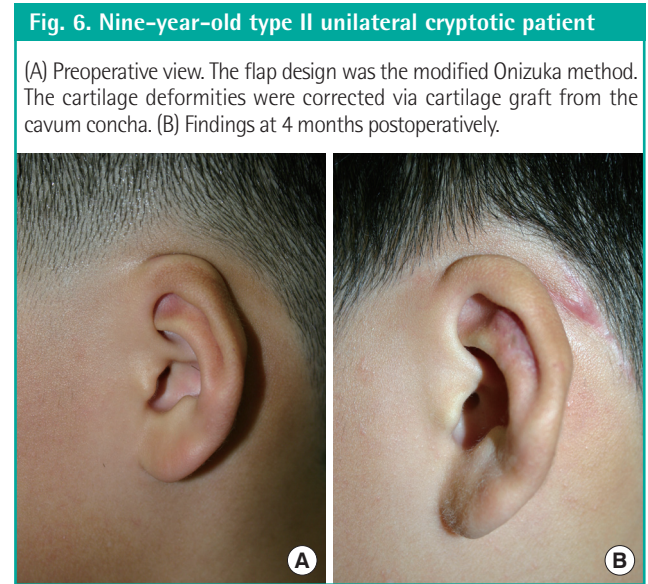 Fig. 6. Nine-year-old type II unilateral cryptotic patient
(A) Preoperative view. The flap design was the modified Onizuka method.
The cartilage deformities were corrected via cartilage graft from the
cavum concha. (B) Findings at 4 months postoperatively.
A
B